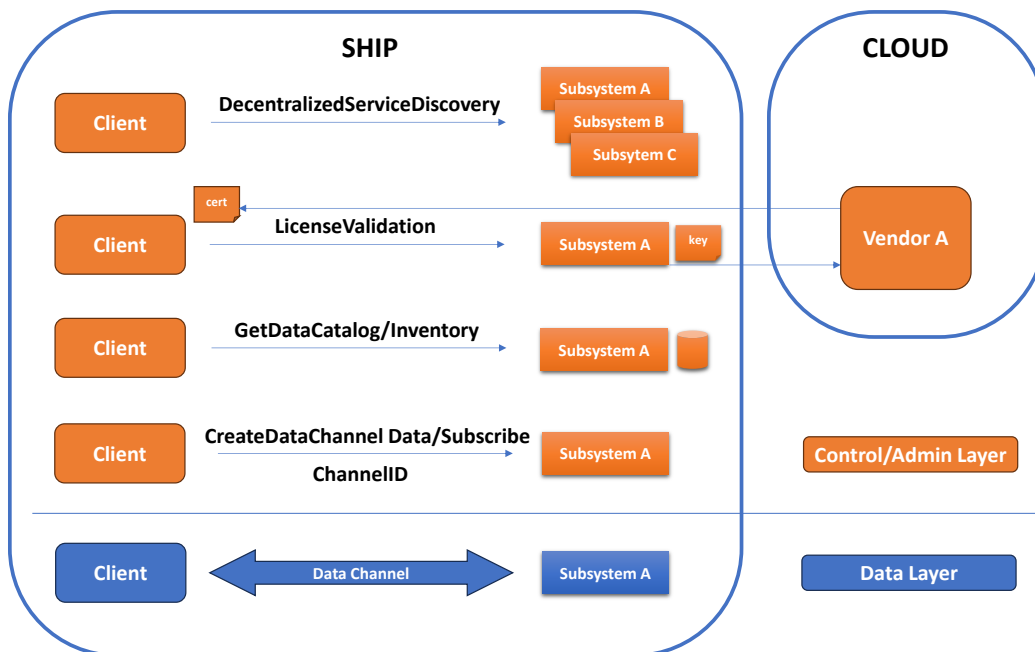 SHIP
CLOUD
Client
DecentralizedServiceDiscovery
Subsystem A
Subsystem B
Subsytem C
cert
Client
LicenseValidation
Subsystem A
key
Vendor A
Client
GetDataCatalog/Inventory
Subsystem A
Client
CreateDataChannel Data/Subscribe
ChannelID
Subsystem A
Control/Admin Layer
Client
Data Channel
Subsystem A
Data Layer